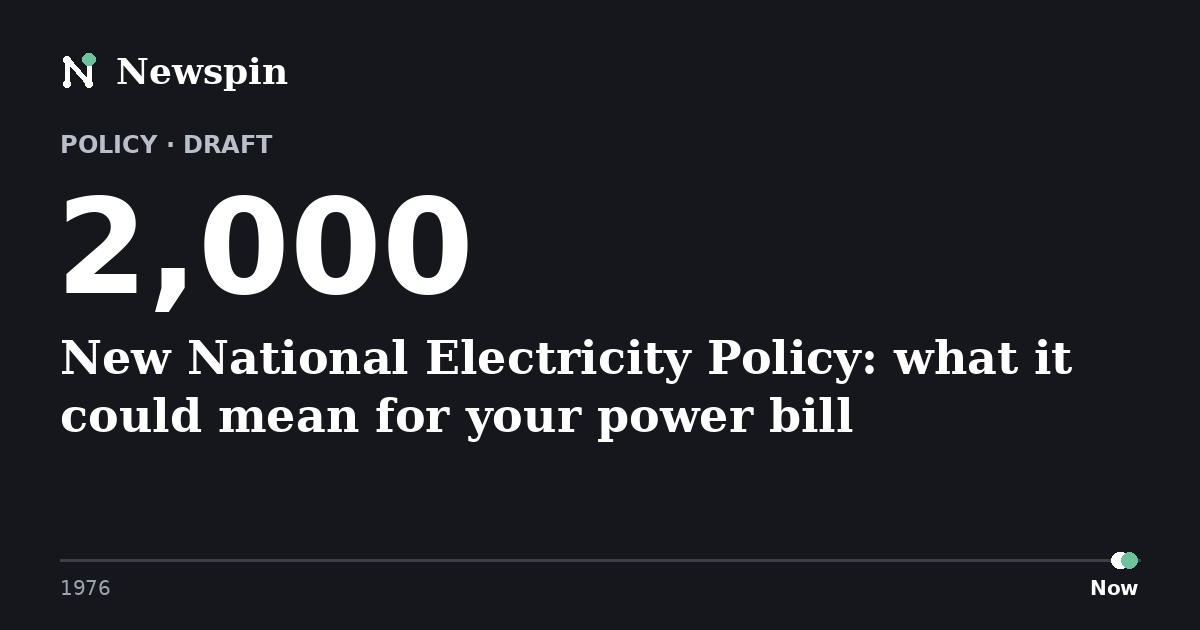 Newspin
POLICY · DRAFT
2,000
New National Electricity Policy: what it
could mean for your power bill
1976
Now